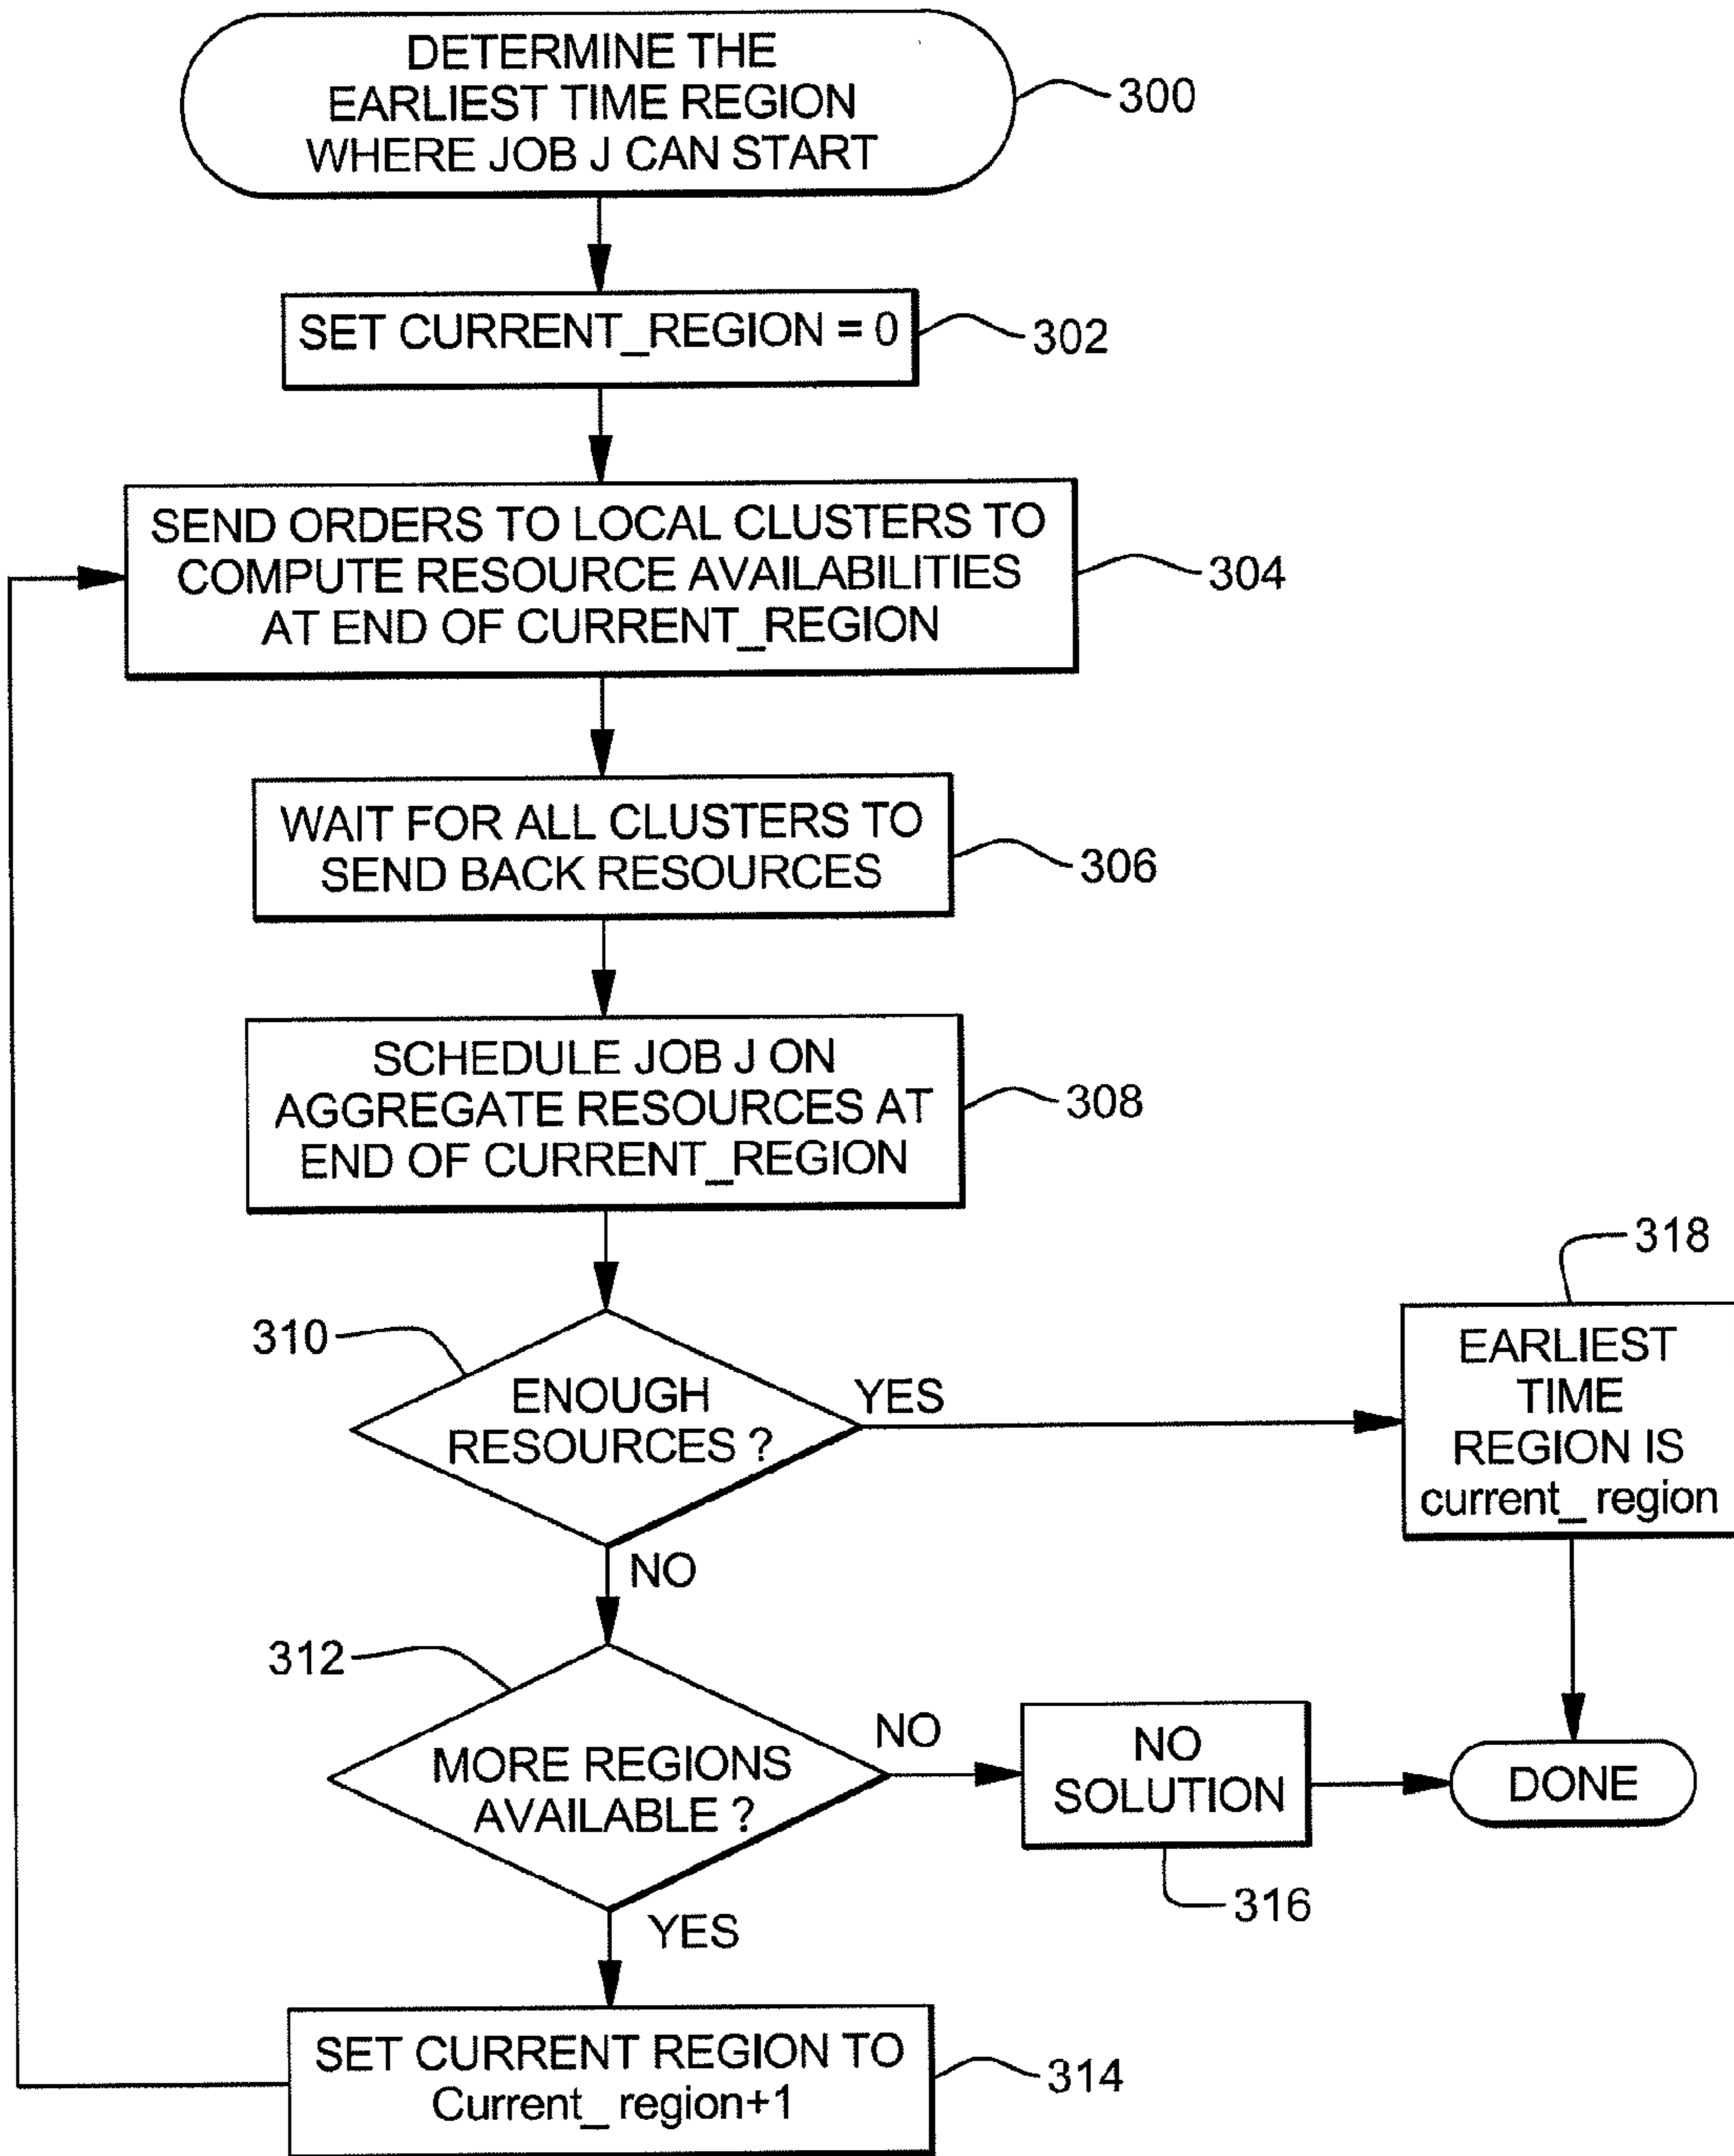 DETERMINE THE
EARLIEST TIME REGION
WHERE JOB J CAN START
300
SET CURRENT_REGION = 0
302
SEND ORDERS TO LOCAL CLUSTERS TO
COMPUTE RESOURCE AVAILABILITIES
AT END OF CURRENT_REGION
304
WAIT FOR ALL CLUSTERS TO
SEND BACK RESOURCES
306
SCHEDULE JOB J ON
AGGREGATE RESOURCES AT
END OF CURRENT_REGION
308
310
ENOUGH
RESOURCES ?
YES
NO
318
EARLIEST
TIME
REGION IS
current_ region
312
MORE REGIONS
AVAILABLE ?
NO
YES
NO
SOLUTION
316
DONE
SET CURRENT REGION TO
Current_ region+1
314